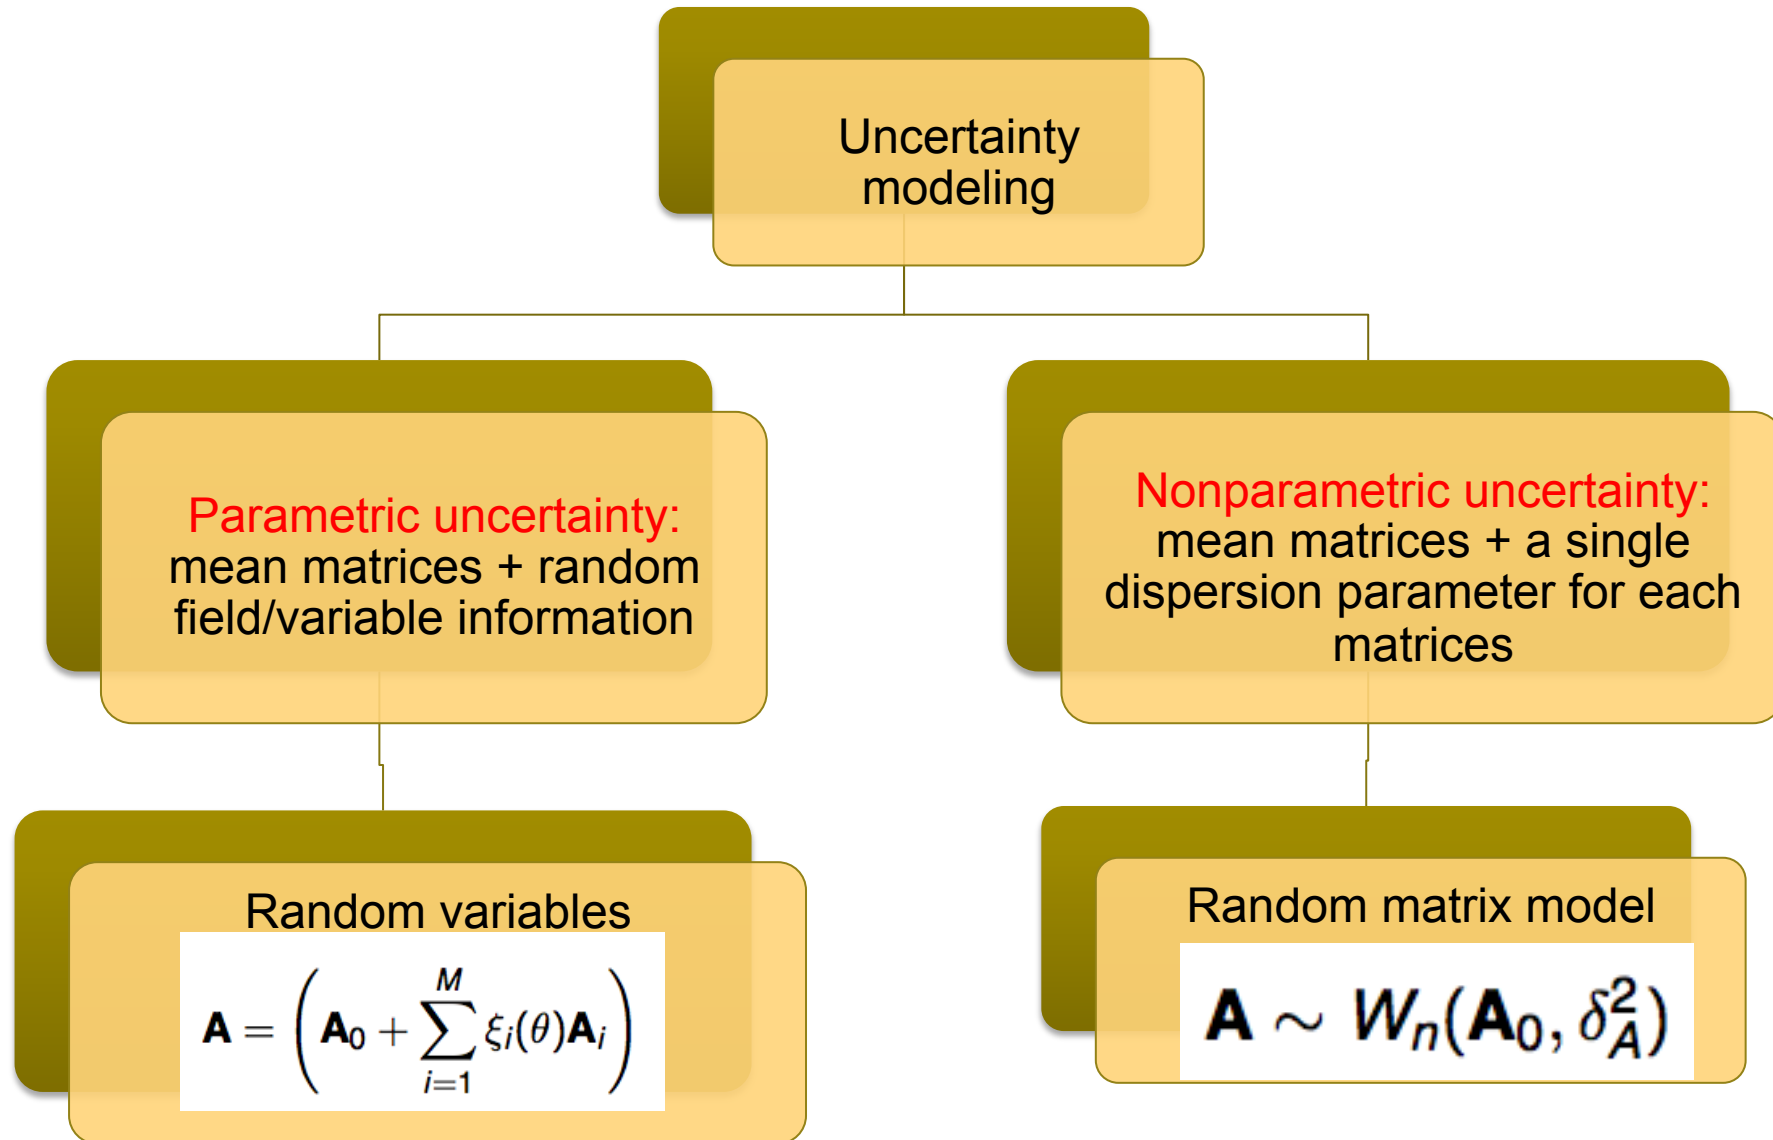 Uncertainty
modeling
Parametric uncertainty:
mean matrices + random
field/variable information
Nonparametric uncertainty:
mean matrices + a single
dispersion parameter for each
matrices
Random variables
A = (A₀ + ∑_{i=1}^{M} ξᵢ(θ)Aᵢ)
Random matrix model
A ∼ Wₙ(A₀, δ_A²)